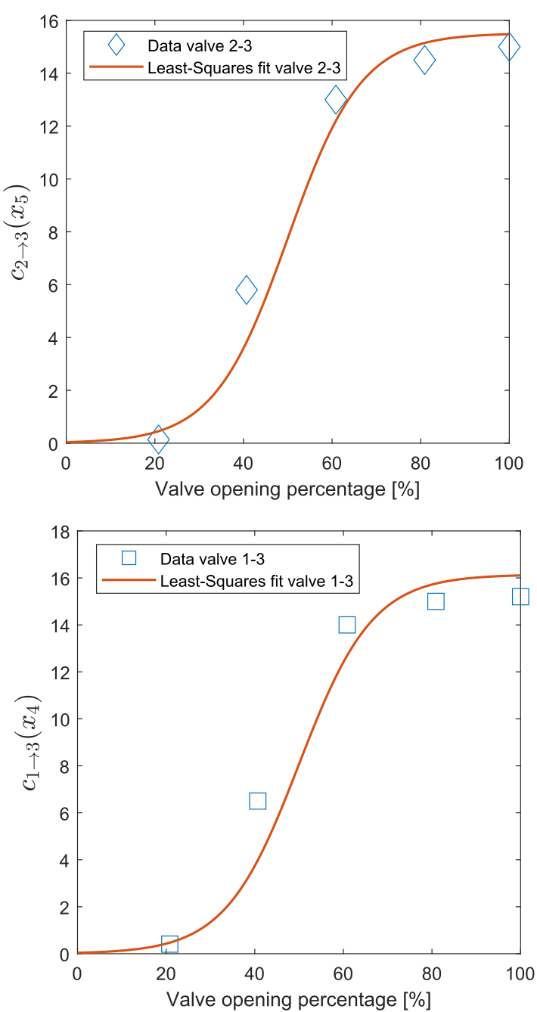 16
14
12
10
8
6
4
2
0
c2→3(x5)
Data valve 2-3
Least-Squares fit valve 2-3
0 20 40 60 80 100
Valve opening percentage [%]
18
16
14
12
10
8
6
4
2
0
c1→3(x4)
Data valve 1-3
Least-Squares fit valve 1-3
0 20 40 60 80 100
Valve opening percentage [%]